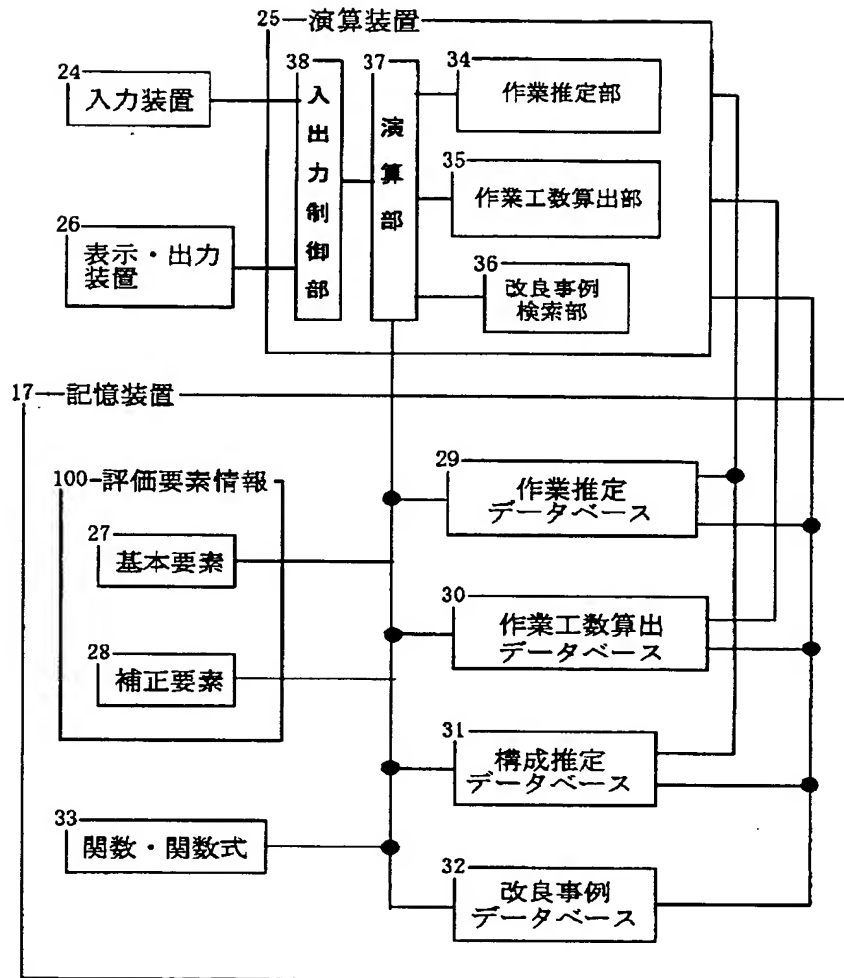 25 演算装置
24
入力装置
38
入出力制御部
37
演算部
34
作業推定部
35
作業工数算出部
26
表示・出力
装置
36
改良事例
検索部
17 記憶装置
100 評価要素情報
27
基本要素
28
補正要素
33
関数・関数式
29
作業推定
データベース
30
作業工数算出
データベース
31
構成推定
データベース
32
改良事例
データベース